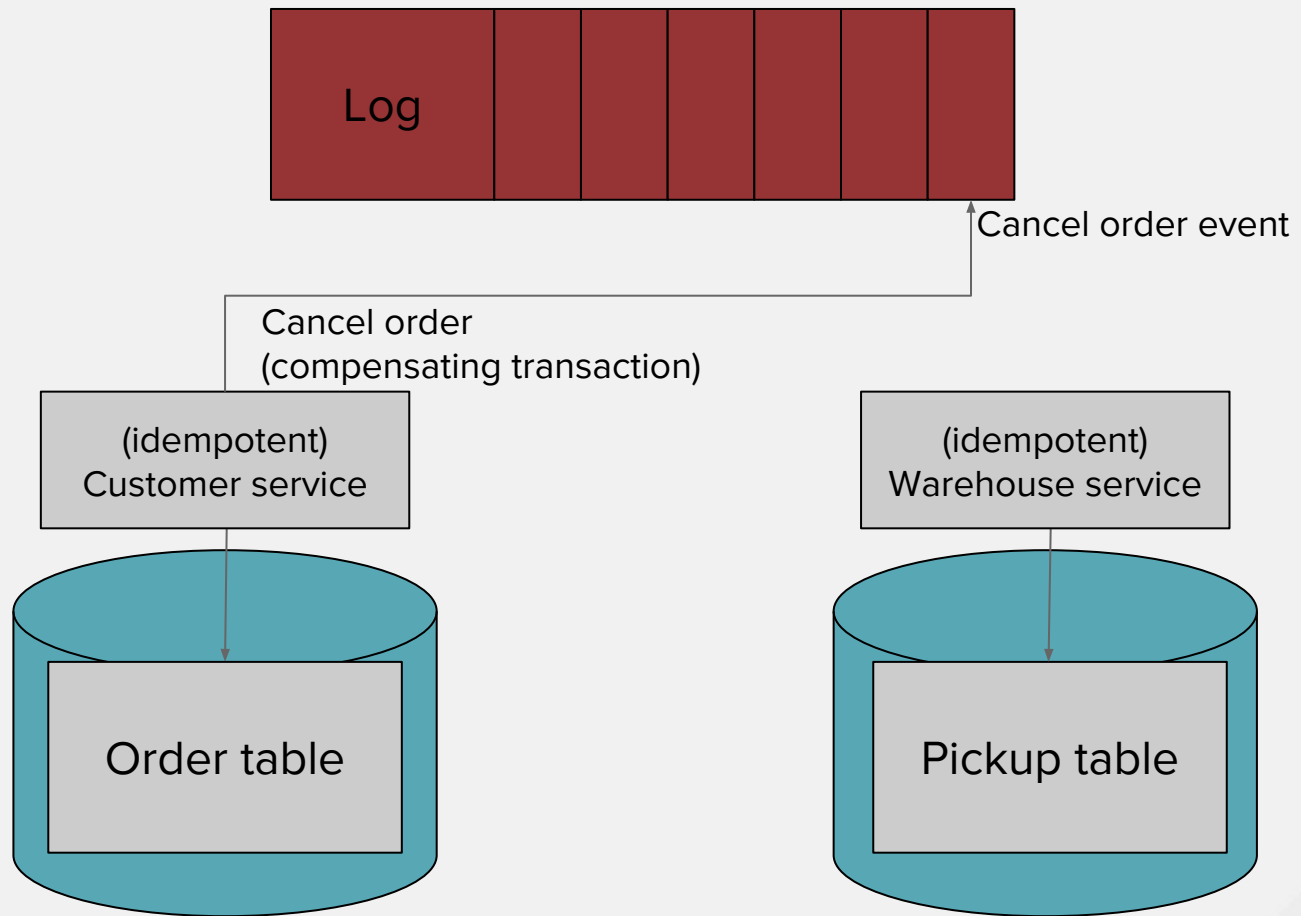 Log
Cancel order event
Cancel order
(compensating transaction)
(idempotent)
Customer service
(idempotent)
Warehouse service
Order table
Pickup table